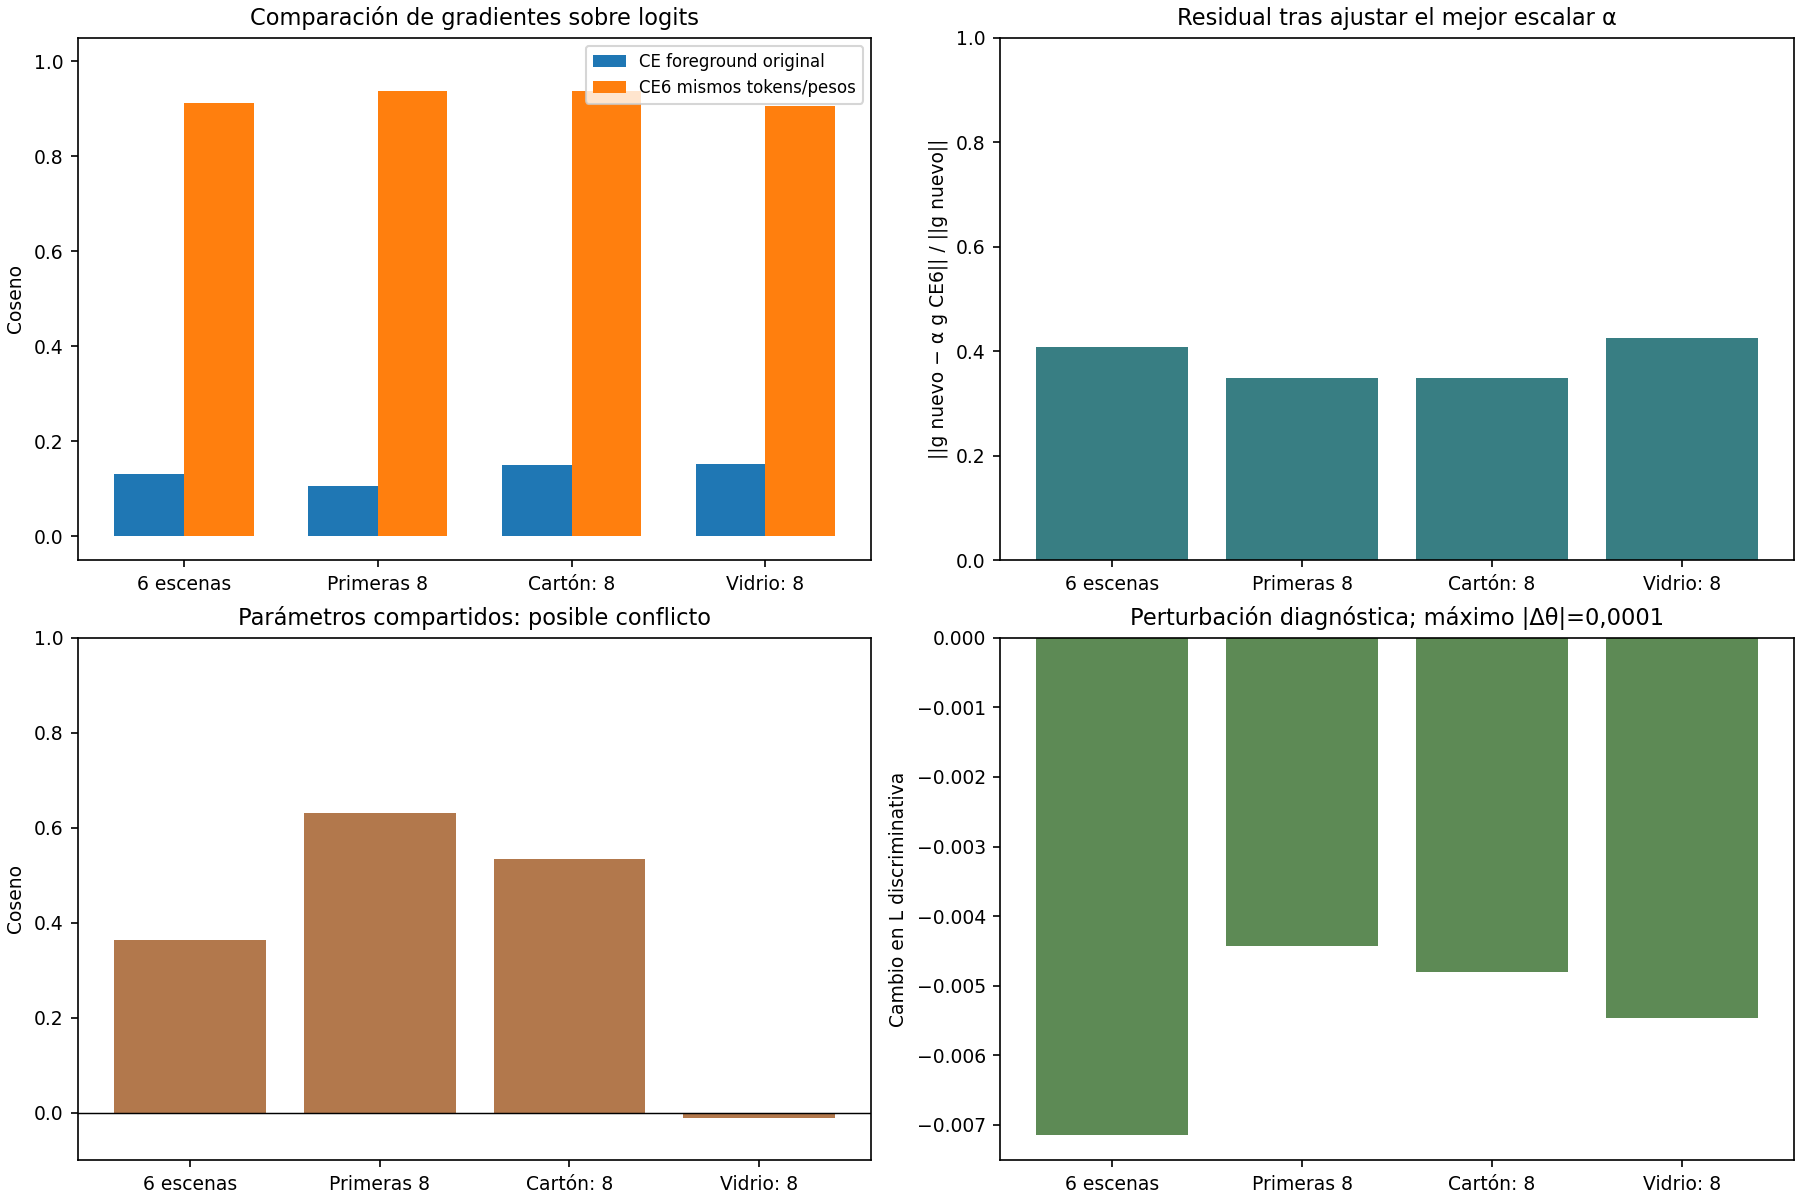 Comparación de gradientes sobre logits
CE foreground original
CE6 mismos tokens/pesos
Coseno
1.0
0.8
0.6
0.4
0.2
0.0
6 escenas
Primeras 8
Cartón: 8
Vidrio: 8
Residual tras ajustar el mejor escalar α
||g nuevo − α g CE6|| / ||g nuevo||
1.0
0.8
0.6
0.4
0.2
0.0
6 escenas
Primeras 8
Cartón: 8
Vidrio: 8
Parámetros compartidos: posible conflicto
Coseno
1.0
0.8
0.6
0.4
0.2
0.0
6 escenas
Primeras 8
Cartón: 8
Vidrio: 8
Perturbación diagnóstica; máximo |Δθ|=0,0001
Cambio en L discriminativa
0.000
−0.001
−0.002
−0.003
−0.004
−0.005
−0.006
−0.007
6 escenas
Primeras 8
Cartón: 8
Vidrio: 8